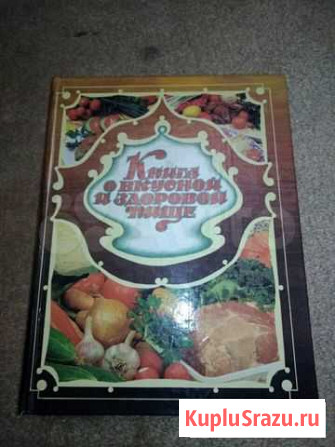 Книга
о вкусной
и здоровой
пище
KupluSrazu.ru